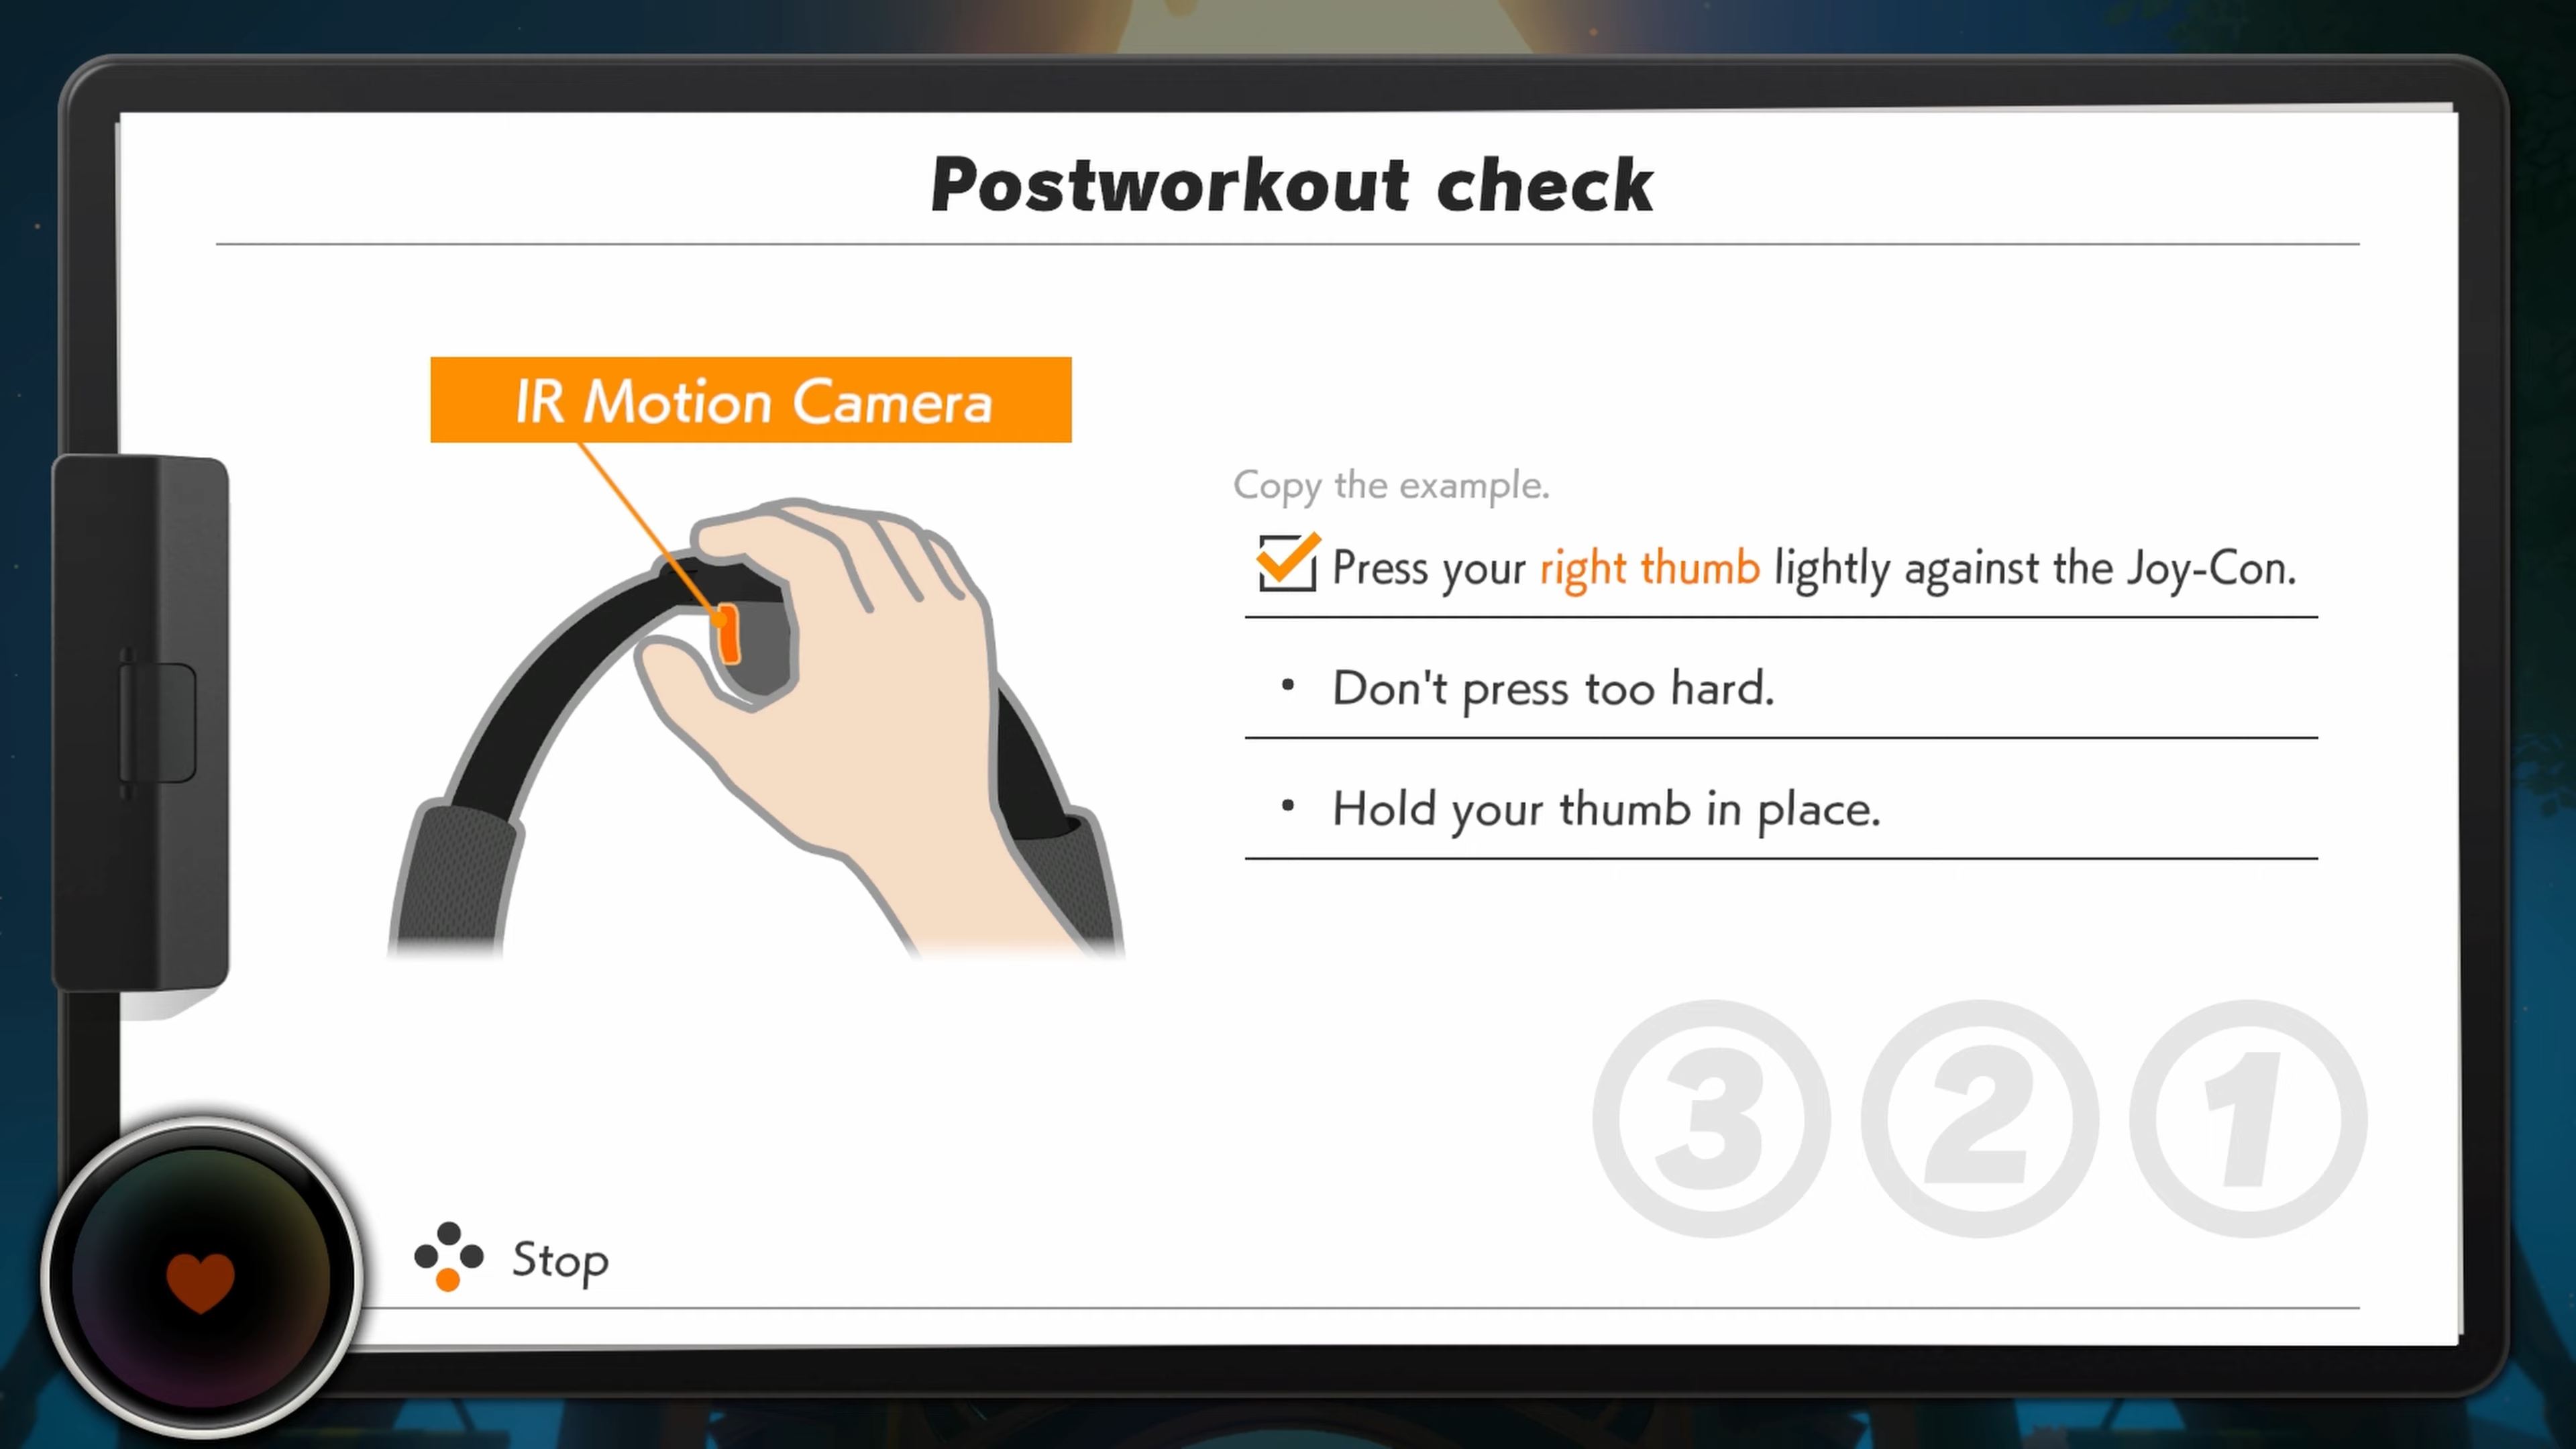 Postworkout check
IR Motion Camera
Copy the example.
Press your right thumb lightly against the Joy-Con.
• Don't press too hard.
• Hold your thumb in place.
3 2 1
Stop